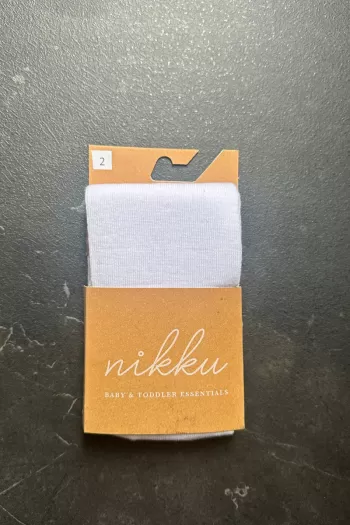 2
nikku
BABY & TODDLER ESSENTIALS